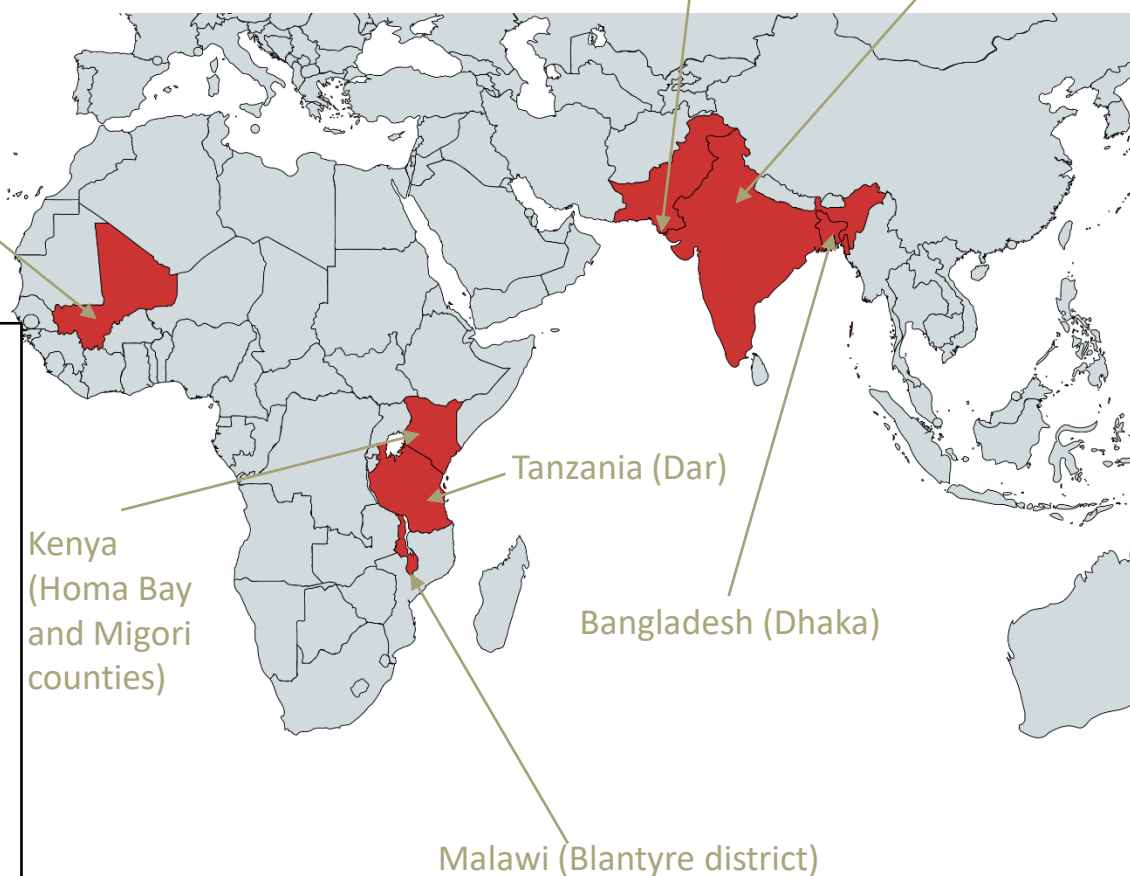 Tanzania (Dar)
Kenya
(Homa Bay
and Migori
counties)
Bangladesh (Dhaka)
Malawi (Blantyre district)